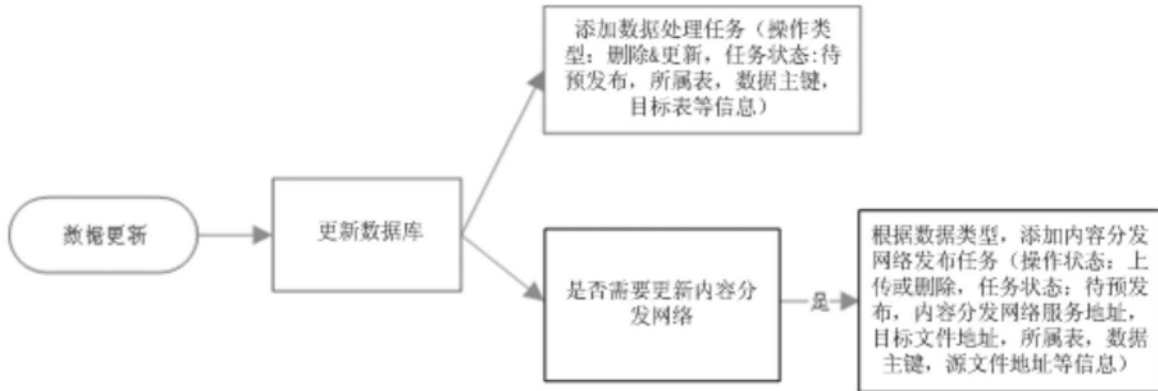 添加数据处理任务（操作类
型：删除&更新，任务状态:待
预发布，所属表，数据主键，
目标表等信息）
数据更新
更新数据库
是否需要更新内容分
发网络
是
根据数据类型，添加内容分发
网络发布任务（操作状态：上
传或删除，任务状态：待预发
布，内容分发网络服务地址，
目标文件地址，所属表，数据
主键，源文件地址等信息）